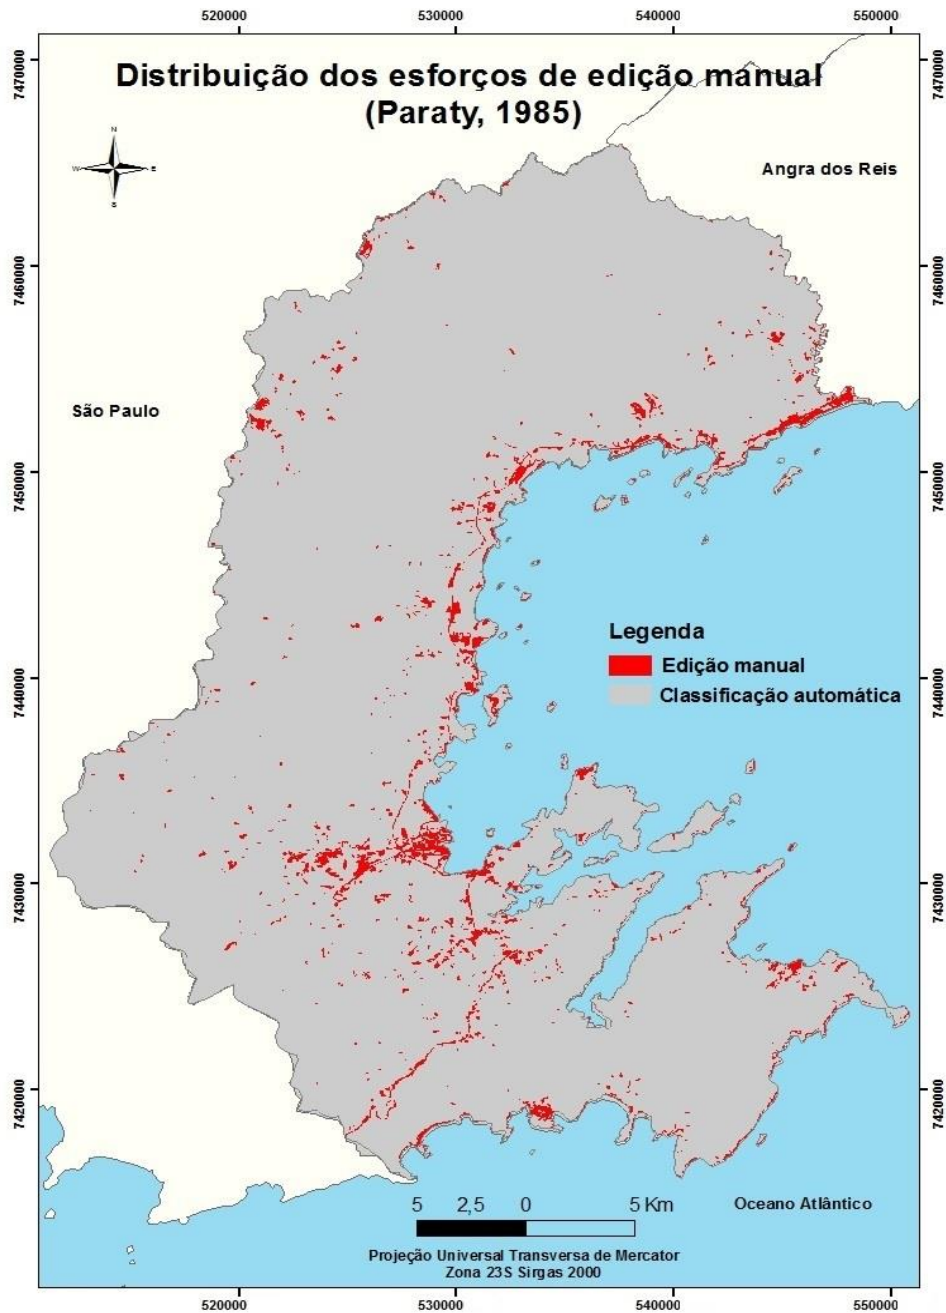 520000 530000 540000 550000
Distribuição dos esforços de edição manual
(Paraty, 1985)
N
W E
S
Angra dos Reis
São Paulo
Legenda
Edição manual
Classificação automática
7470000
7460000
7450000
7440000
7430000
7420000
7470000
7460000
7450000
7440000
7430000
7420000
5 2,5 0 5 Km
Oceano Atlântico
Projeção Universal Transversa de Mercator
Zona 23S Sirgas 2000
520000 530000 540000 550000